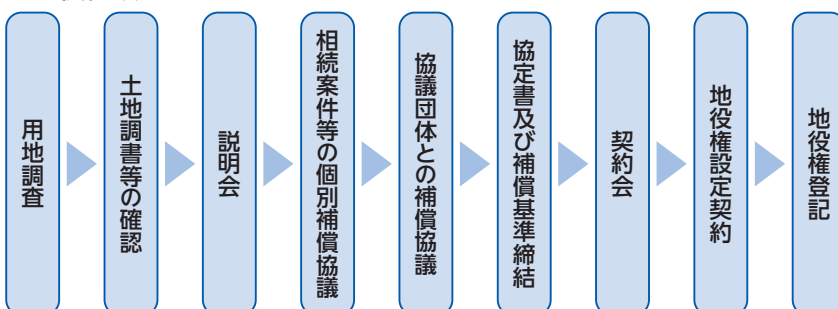 用地調査
土地調書等の確認
説明会
相続案件等の個別補償協議
協議団体との補償協議
協定書及び補償基準締結
契約会
地役権設定契約
地役権登記